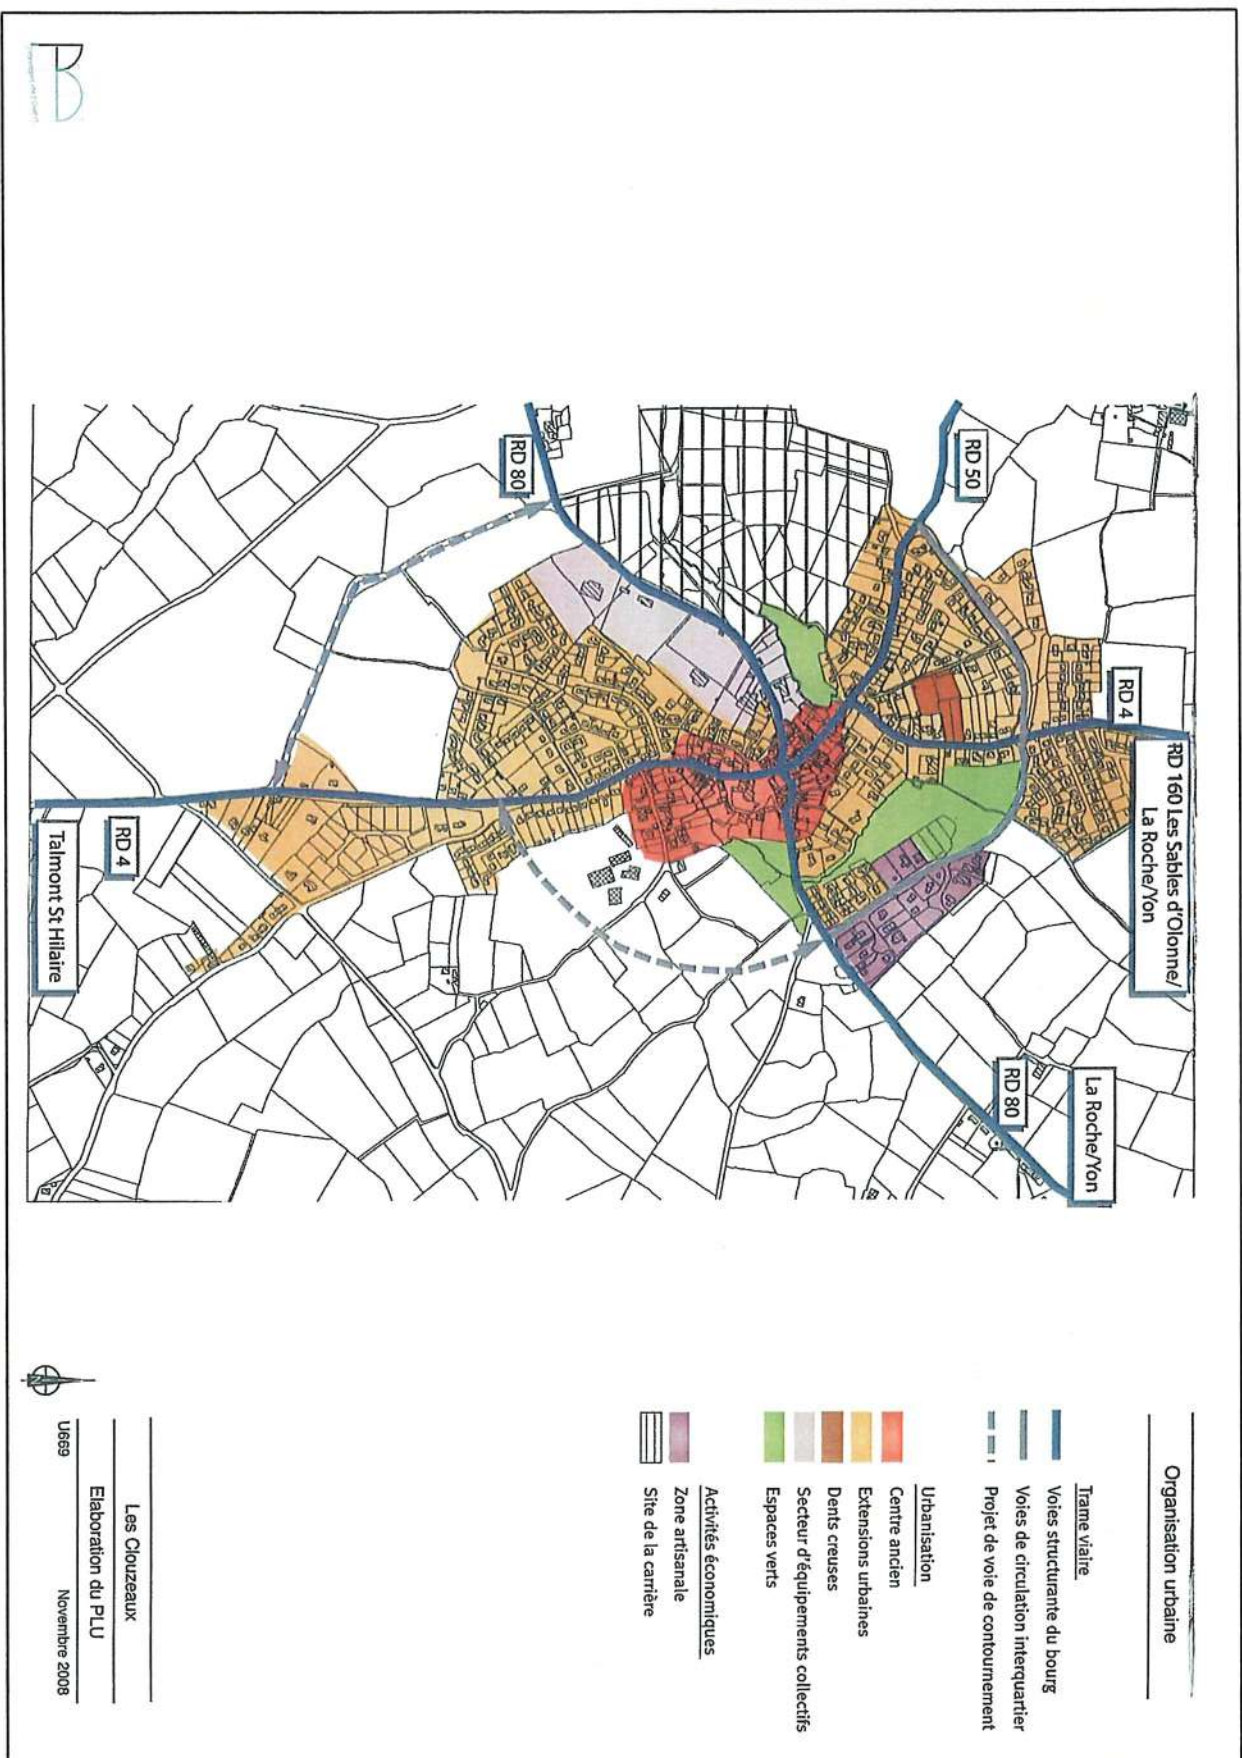 RD 50
RD 4
RD 160 Les Sables d'Olonne/
La Roche/Yon
RD 80
La Roche/Yon
RD 80
RD 4
Talmont St Hilaire
Organisation urbaine
Trame viaire
Voies structurante du bourg
Voies de circulation interquartier
Projet de voie de contournement
Urbanisation
Centre ancien
Extensions urbaines
Dents creuses
Secteur d'équipements collectifs
Espaces verts
Activités économiques
Zone artisanale
Site de la carrière
Les Clouzeaux
Elaboration du PLU
U669 Novembre 2008